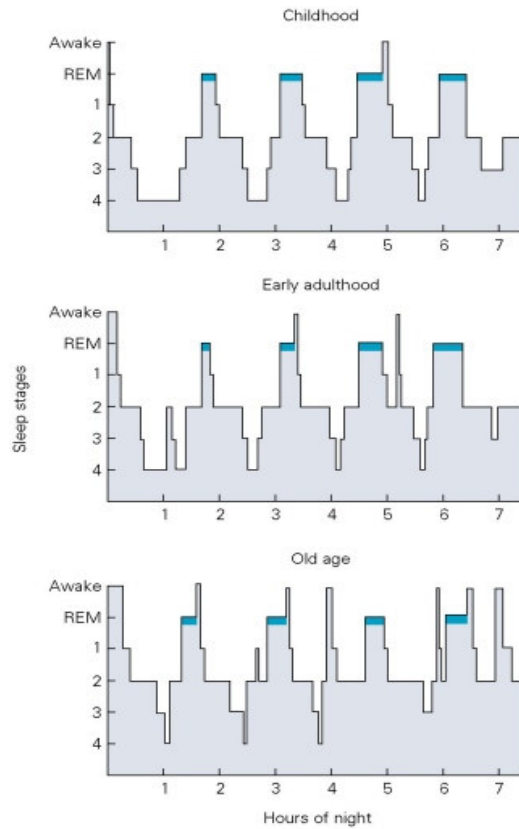 Childhood
Awake
REM
1
2
3
4
1 2 3 4 5 6 7
Early adulthood
Sleep stages
Awake
REM
1
2
3
4
1 2 3 4 5 6 7
Old age
Awake
REM
1
2
3
4
1 2 3 4 5 6 7
Hours of night